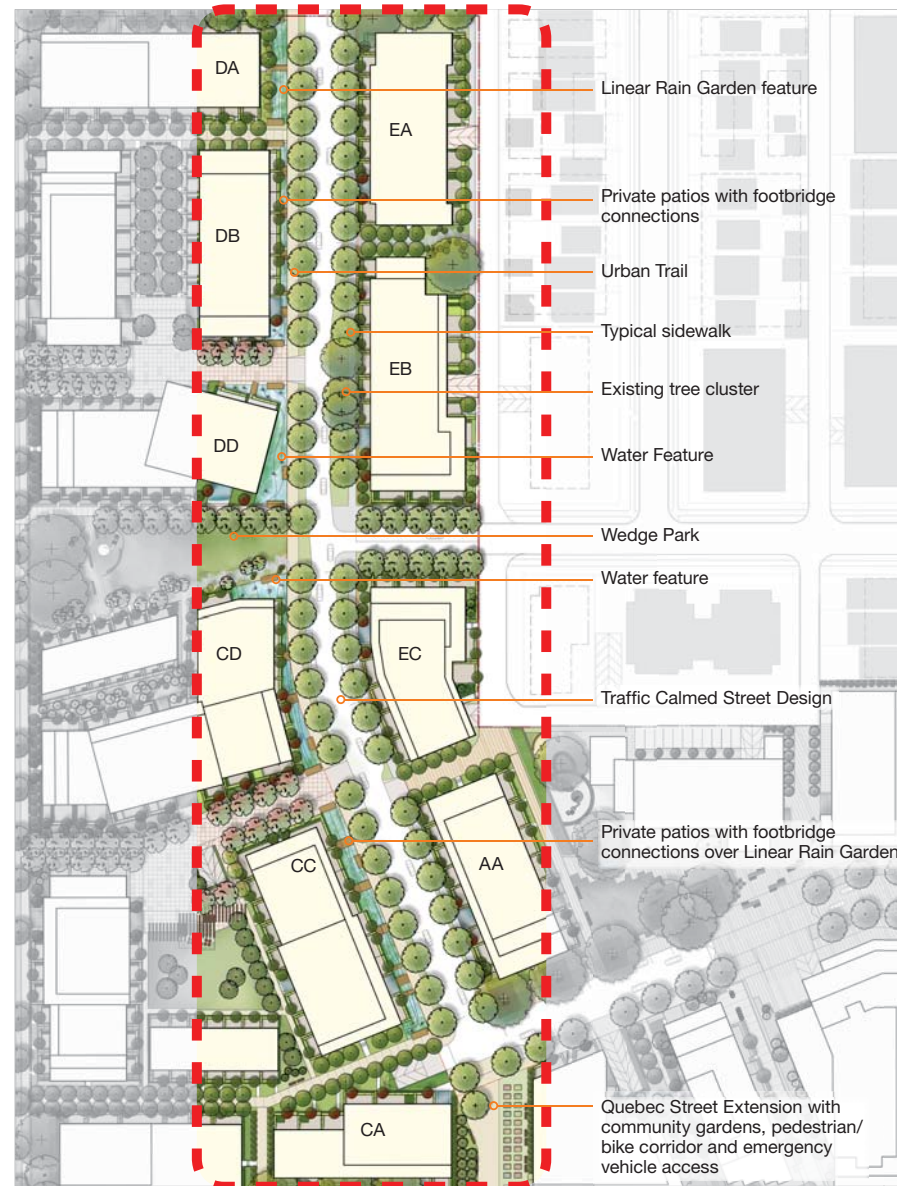 DA
EA
Linear Rain Garden feature
Private patios with footbridge
connections
DB
Urban Trail
Typical sidewalk
EB
Existing tree cluster
DD
Water Feature
Wedge Park
Water feature
CD
EC
Traffic Calmed Street Design
Private patios with footbridge
connections over Linear Rain Garden
CC
AA
Quebec Street Extension with
community gardens, pedestrian/
bike corridor and emergency
vehicle access
CA